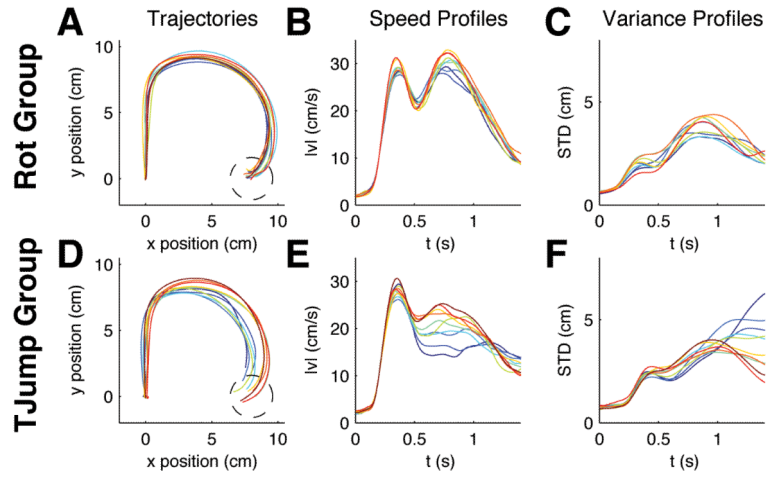 A Trajectories
B Speed Profiles
C Variance Profiles
Rot Group
y position (cm)
10
5
0
0 5 10
x position (cm)
|v| (cm/s)
30
20
10
0
0 0.5 1
t (s)
STD (cm)
5
0
0 0.5 1
t (s)
D
E
F
TJump Group
y position (cm)
10
5
0
0 5 10
x position (cm)
|v| (cm/s)
30
20
10
0
0 0.5 1
t (s)
STD (cm)
5
0
0 0.5 1
t (s)